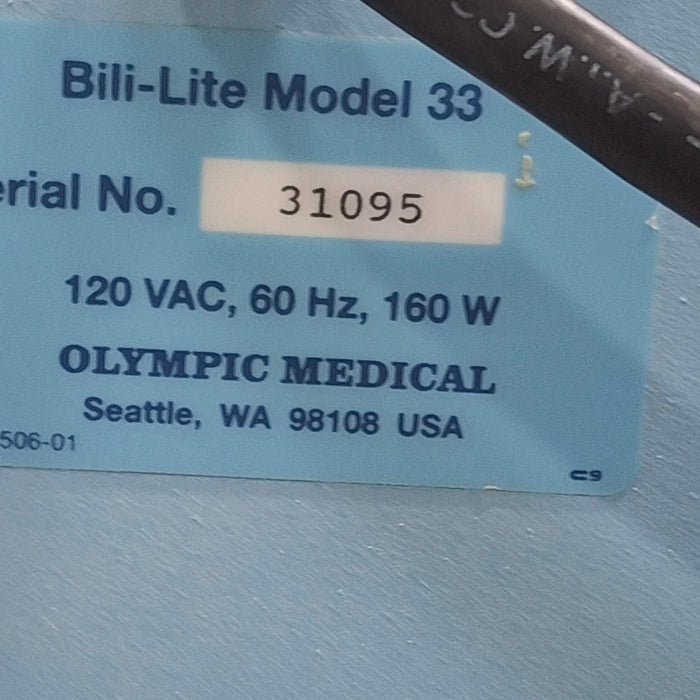 Bili-Lite Model 33
erial No. 31095
120 VAC, 60 Hz, 160 W
OLYMPIC MEDICAL
Seattle, WA 98108 USA
506-01